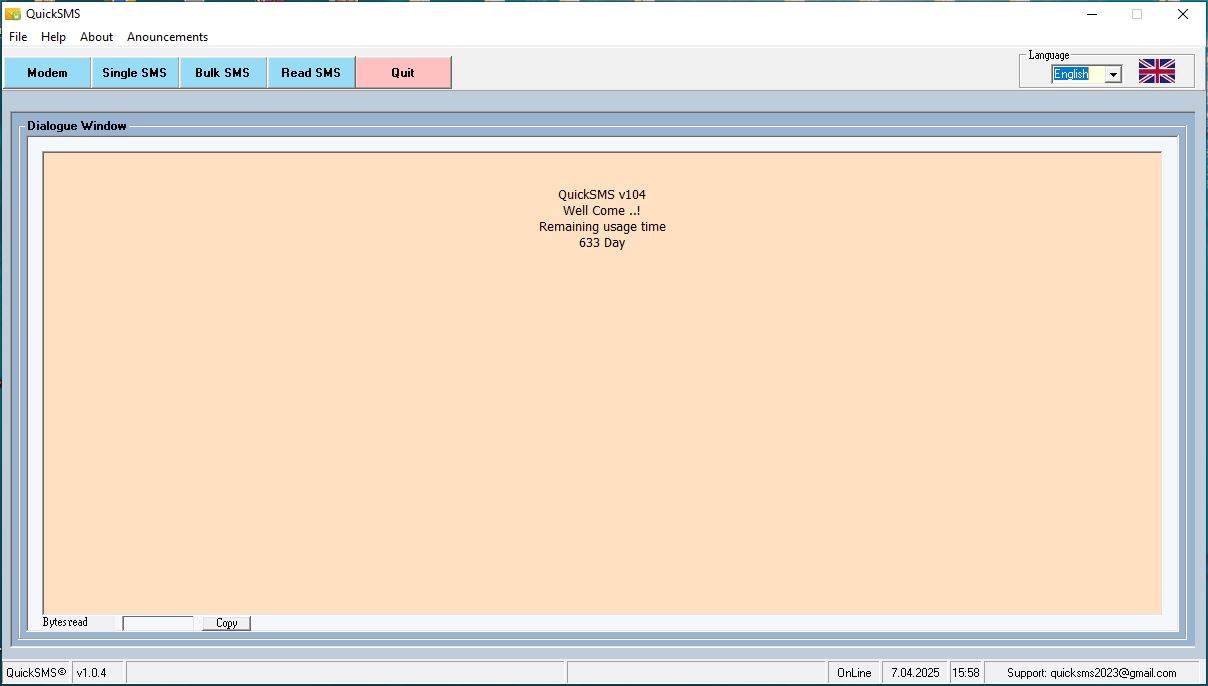 QuickSMS
File Help About Anouncements
Modem Single SMS Bulk SMS Read SMS Quit
Language
English
Dialogue Window
QuickSMS v104
Well Come ..!
Remaining usage time
633 Day
Bytes read Copy
QuickSMS© v1.0.4 OnLine 7.04.2025 15:58 Support: quicksms2023@gmail.com